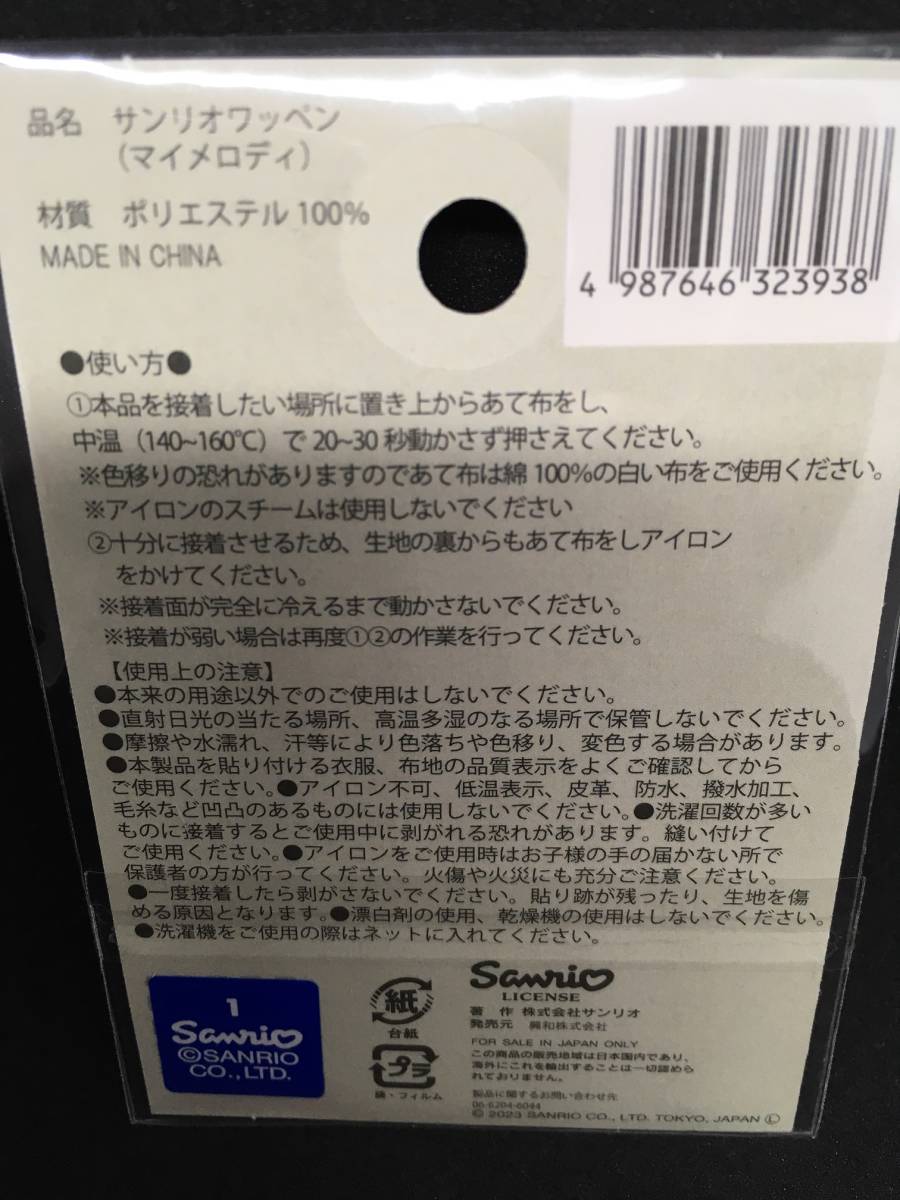 品名　サンリオワッペン
（マイメロディ）
材質　ポリエステル 100%
MADE IN CHINA
4 987646 323938
●使い方●
①本品を接着したい場所に置き上からあて布をし、
中温（140~160℃）で 20~30 秒動かさず押さえてください。
※色移りの恐れがありますのであて布は綿 100%の白い布をご使用ください。
※アイロンのスチームは使用しないでください
②十分に接着させるため、生地の裏からもあて布をしアイロン
をかけてください。
※接着面が完全に冷えるまで動かさないでください。
※接着が弱い場合は再度①②の作業を行ってください。
【使用上の注意】
●本来の用途以外でのご使用はしないでください。
●直射日光の当たる場所、高温多湿のなる場所で保管しないでください。
●摩擦や水濡れ、汗等により色落ちや色移り、変色する場合があります。
●本製品を貼り付ける衣服、布地の品質表示をよくご確認してから
ご使用ください。●アイロン不可、低温表示、皮革、防水、撥水加工、
毛糸など凹凸のあるものには使用しないでください。●洗濯回数が多い
ものに接着するとご使用中に剥がれる恐れがあります。縫い付けて
ご使用ください。●アイロンをご使用時はお子様の手の届かない所で
保護者の方が行ってください。火傷や火災にも充分ご注意ください。
●一度接着したら剥がさないでください。貼り跡が残ったり、生地を傷
める原因となります。●漂白剤の使用、乾燥機の使用はしないでください。
●洗濯機をご使用の際はネットに入れてください。
1
Sanrio
©SANRIO
CO., LTD.
紙
台紙
プラ
袋・フィルム
Sanrio
LICENSE
著　作　株式会社サンリオ
発売元　興和株式会社
FOR SALE IN JAPAN ONLY
この商品の販売地域は日本国内であり、
海外にこれを輸出することは一切認めら
れておりません。
製品に関するお問い合わせ先
06-6204-6044
© 2023 SANRIO CO., LTD. TOKYO, JAPAN Ⓛ